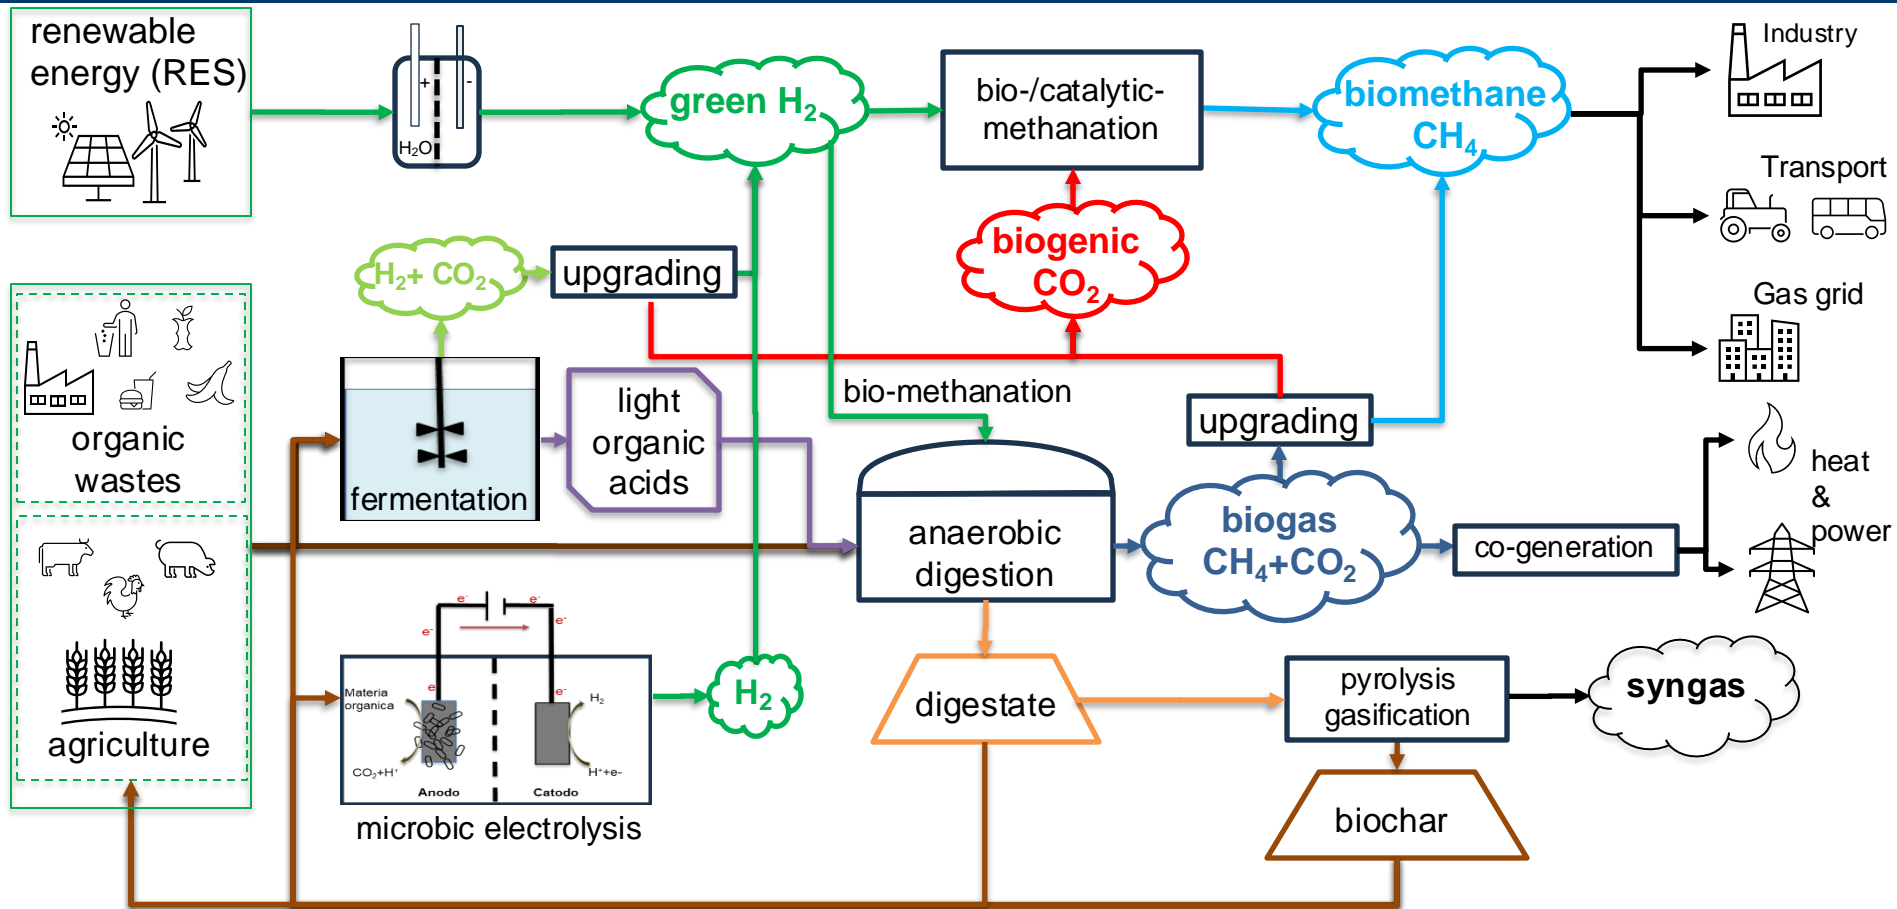 renewable
energy (RES)
+
-
H₂O
green H₂
bio-/catalytic-
methanation
biomethane
CH₄
Industry
Transport
Gas grid
H₂+ CO₂
upgrading
biogenic
CO₂
organic
wastes
fermentation
light
organic
acids
bio-methanation
upgrading
anaerobic
digestion
biogas
CH₄+CO₂
co-generation
heat
&
power
agriculture
e⁻
e⁻
e⁻
e⁻
e⁻
e⁻
Materia
organica
CO₂+H⁺
Anodo
H₂
H⁺+e-
Catodo
microbic electrolysis
H₂
digestate
pyrolysis
gasification
syngas
biochar